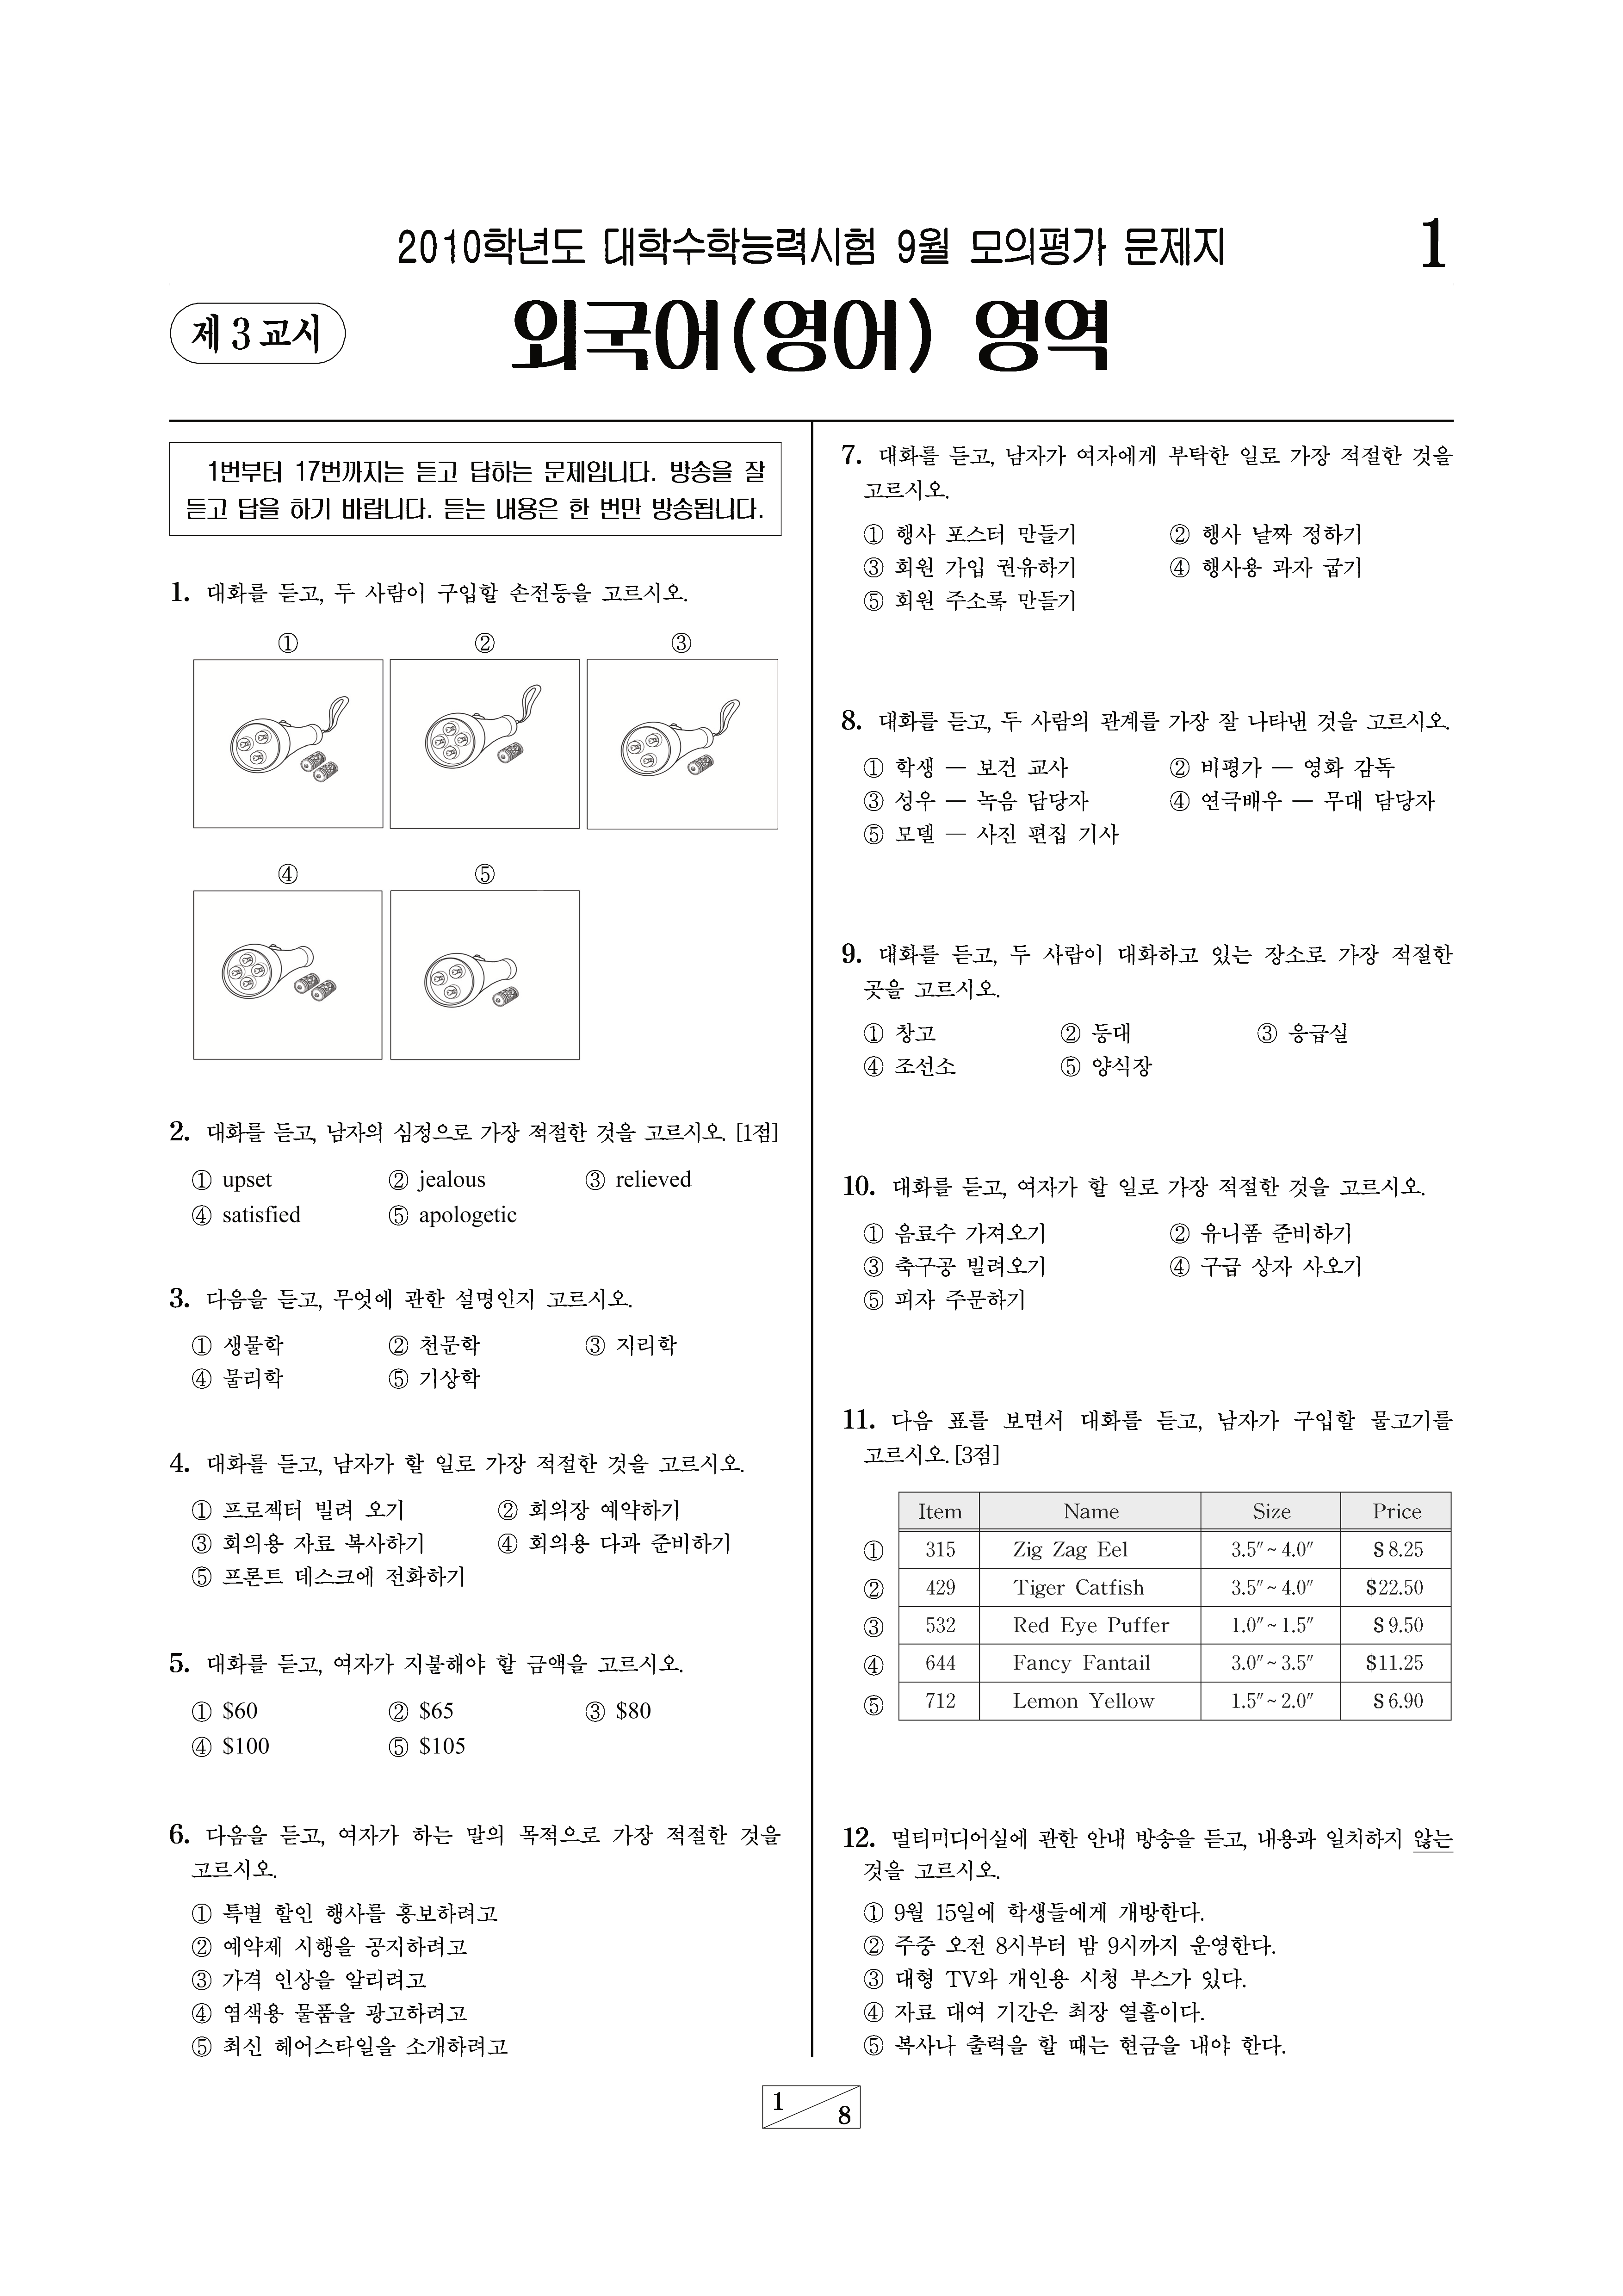 2010학년도 대학수학능력시험 9월 모의평가 문제지
1
제 3 교시
외국어(영어) 영역
1번부터 17번까지는 듣고 답하는 문제입니다. 방송을 잘
듣고 답을 하기 바랍니다. 듣는 내용은 한 번만 방송됩니다.
1. 대화를 듣고, 두 사람이 구입할 손전등을 고르시오.
① ② ③
④ ⑤
2. 대화를 듣고, 남자의 심정으로 가장 적절한 것을 고르시오. [1점]
① upset ② jealous ③ relieved
④ satisfied ⑤ apologetic
3. 다음을 듣고, 무엇에 관한 설명인지 고르시오.
① 생물학 ② 천문학 ③ 지리학
④ 물리학 ⑤ 기상학
4. 대화를 듣고, 남자가 할 일로 가장 적절한 것을 고르시오.
① 프로젝터 빌려 오기 ② 회의장 예약하기
③ 회의용 자료 복사하기 ④ 회의용 다과 준비하기
⑤ 프론트 데스크에 전화하기
5. 대화를 듣고, 여자가 지불해야 할 금액을 고르시오.
① $60 ② $65 ③ $80
④ $100 ⑤ $105
6. 다음을 듣고, 여자가 하는 말의 목적으로 가장 적절한 것을
고르시오.
① 특별 할인 행사를 홍보하려고
② 예약제 시행을 공지하려고
③ 가격 인상을 알리려고
④ 염색용 물품을 광고하려고
⑤ 최신 헤어스타일을 소개하려고
7. 대화를 듣고, 남자가 여자에게 부탁한 일로 가장 적절한 것을
고르시오.
① 행사 포스터 만들기 ② 행사 날짜 정하기
③ 회원 가입 권유하기 ④ 행사용 과자 굽기
⑤ 회원 주소록 만들기
8. 대화를 듣고, 두 사람의 관계를 가장 잘 나타낸 것을 고르시오.
① 학생 — 보건 교사 ② 비평가 — 영화 감독
③ 성우 — 녹음 담당자 ④ 연극배우 — 무대 담당자
⑤ 모델 — 사진 편집 기사
9. 대화를 듣고, 두 사람이 대화하고 있는 장소로 가장 적절한
곳을 고르시오.
① 창고 ② 등대 ③ 응급실
④ 조선소 ⑤ 양식장
10. 대화를 듣고, 여자가 할 일로 가장 적절한 것을 고르시오.
① 음료수 가져오기 ② 유니폼 준비하기
③ 축구공 빌려오기 ④ 구급 상자 사오기
⑤ 피자 주문하기
11. 다음 표를 보면서 대화를 듣고, 남자가 구입할 물고기를
고르시오. [3점]
Item Name Size Price
① 315 Zig Zag Eel 3.5″~4.0″ $8.25
② 429 Tiger Catfish 3.5″~4.0″ $22.50
③ 532 Red Eye Puffer 1.0″~1.5″ $9.50
④ 644 Fancy Fantail 3.0″~3.5″ $11.25
⑤ 712 Lemon Yellow 1.5″~2.0″ $6.90
12. 멀티미디어실에 관한 안내 방송을 듣고, 내용과 일치하지 않는
것을 고르시오.
① 9월 15일에 학생들에게 개방한다.
② 주중 오전 8시부터 밤 9시까지 운영한다.
③ 대형 TV와 개인용 시청 부스가 있다.
④ 자료 대여 기간은 최장 열흘이다.
⑤ 복사나 출력을 할 때는 현금을 내야 한다.
1
8